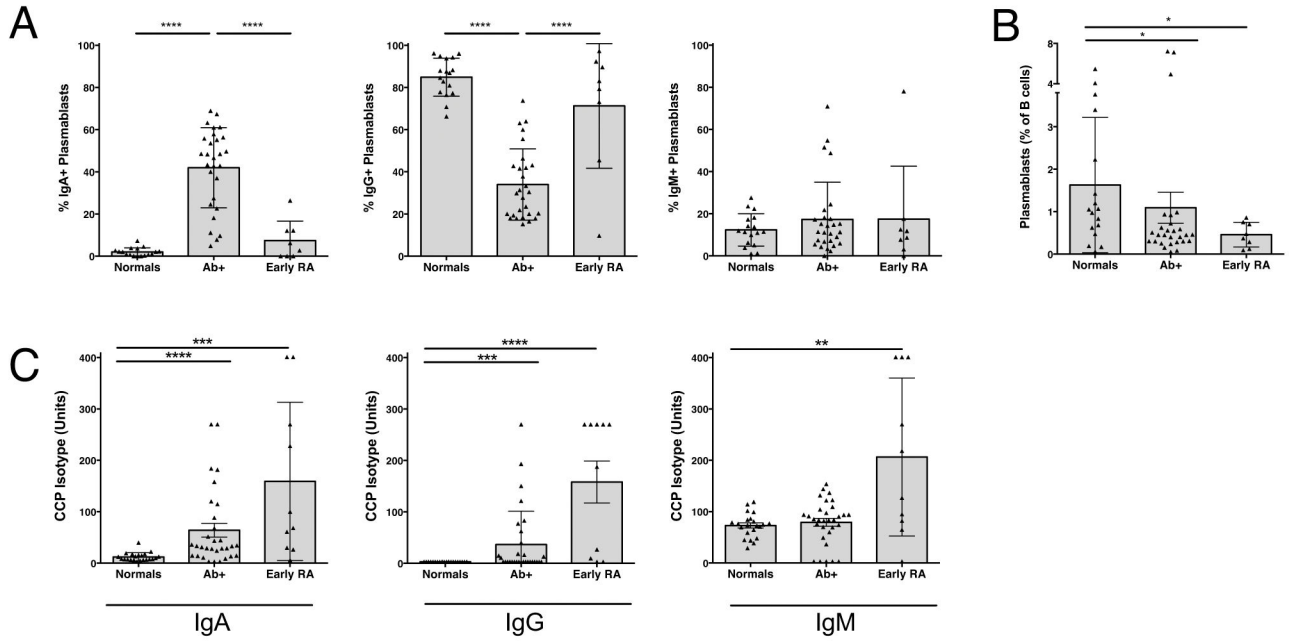 A
**** ****
% IgA+ Plasmablasts
100
80
60
40
20
0
Normals Ab+ Early RA
**** ****
% IgG+ Plasmablasts
100
80
60
40
20
0
Normals Ab+ Early RA
% IgM+ Plasmablasts
100
80
60
40
20
0
Normals Ab+ Early RA
B
*
*
Plasmablasts (% of B cells)
8
4
3
2
1
0
Normals Ab+ Early RA
C
***
****
CCP Isotype (Units)
400
300
200
100
0
Normals Ab+ Early RA
IgA
****
***
CCP Isotype (Units)
400
300
200
100
0
Normals Ab+ Early RA
IgG
**
CCP Isotype (Units)
400
300
200
100
0
Normals Ab+ Early RA
IgM